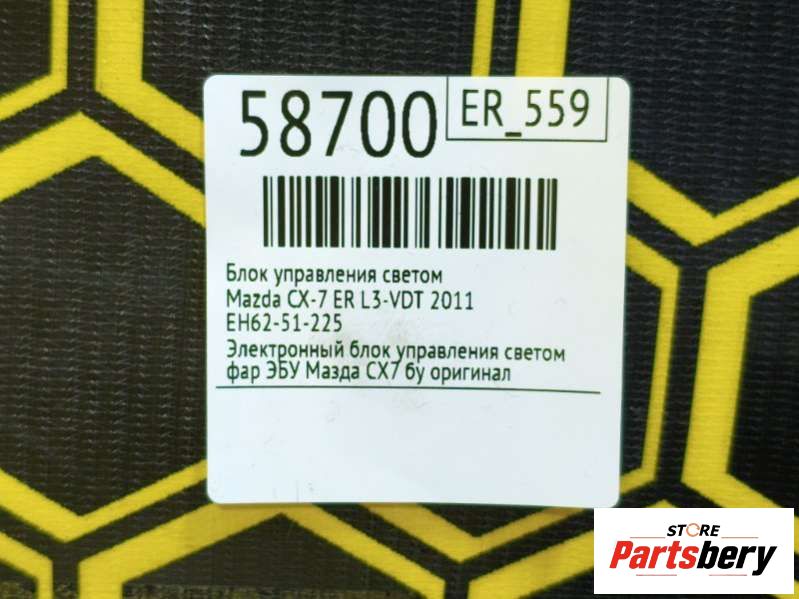 58700
ER_559
Блок управления светом
Mazda CX-7 ER L3-VDT 2011
EH62-51-225
Электронный блок управления светом
фар ЭБУ Мазда СХ7 бу оригинал
STORE
Partsbery